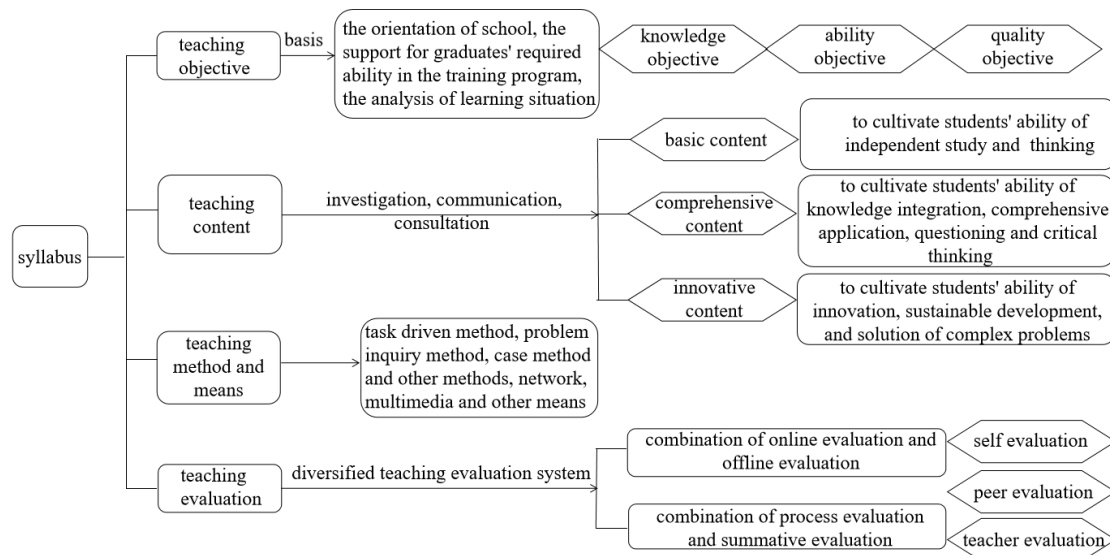 syllabus
teaching
objective
basis
the orientation of school, the
support for graduates' required
ability in the training program,
the analysis of learning situation
knowledge
objective
ability
objective
quality
objective
teaching
content
investigation, communication,
consultation
basic content
to cultivate students' ability of
independent study and thinking
comprehensive
content
to cultivate students' ability of
knowledge integration, comprehensive
application, questioning and critical
thinking
innovative
content
to cultivate students' ability of
innovation, sustainable development,
and solution of complex problems
teaching
method and
means
task driven method, problem
inquiry method, case method
and other methods, network,
multimedia and other means
teaching
evaluation
diversified teaching evaluation system
combination of online evaluation and
offline evaluation
combination of process evaluation
and summative evaluation
self evaluation
peer evaluation
teacher evaluation